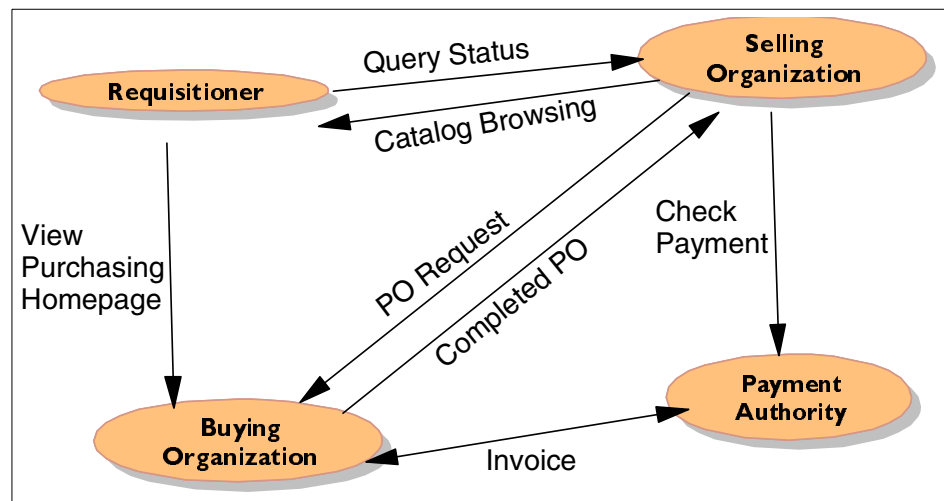 Query Status
Selling
Organization
Requisitioner
Catalog Browsing
View
Purchasing
Homepage
PO Request
Completed PO
Check
Payment
Buying
Organization
Invoice
Payment
Authority